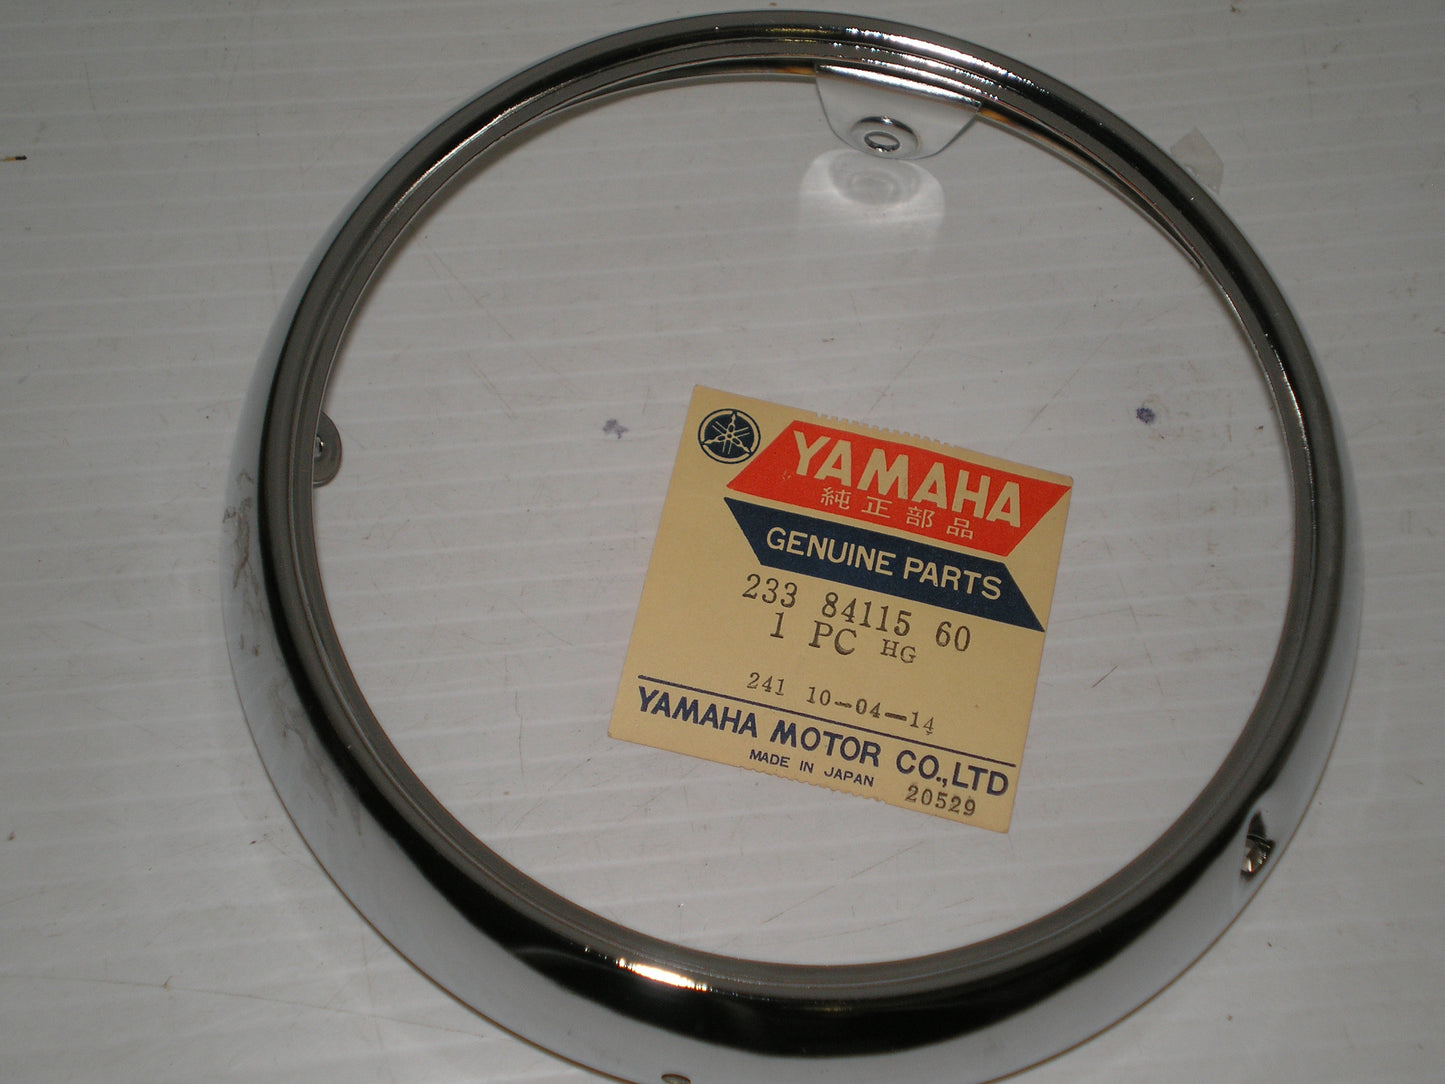 YAMAHA
純正部品
GENUINE PARTS
233 84115 60
1 PC HG
241 10-04-14
YAMAHA MOTOR CO.,LTD
MADE IN JAPAN 20529